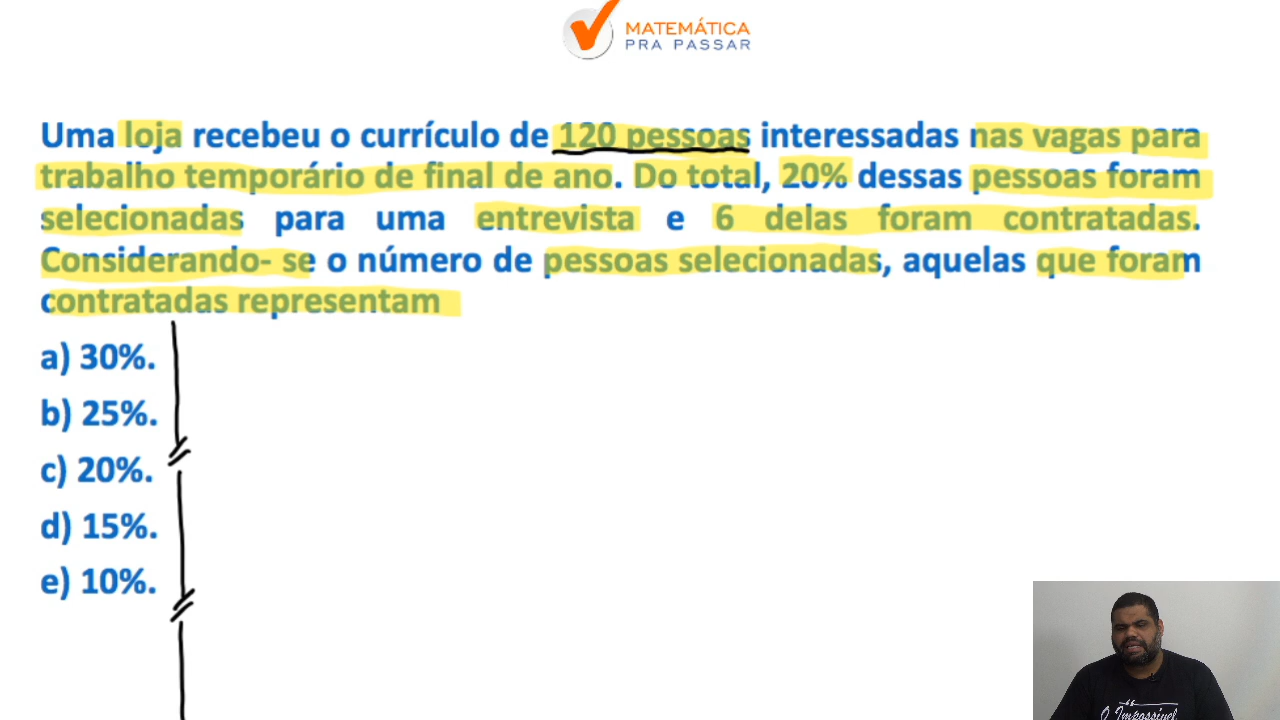 MATEMÁTICA
PRA PASSAR
Uma loja recebeu o currículo de 120 pessoas interessadas nas vagas para
trabalho temporário de final de ano. Do total, 20% dessas pessoas foram
selecionadas para uma entrevista e 6 delas foram contratadas.
Considerando- se o número de pessoas selecionadas, aquelas que foram
contratadas representam
a) 30%.
b) 25%.
c) 20%.
d) 15%.
e) 10%.
O Impossível